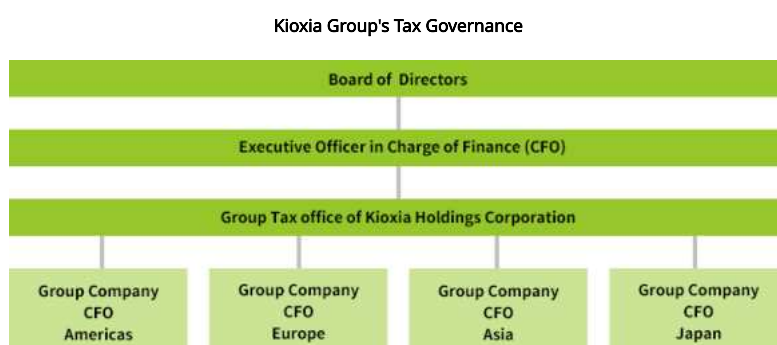 Kioxia Group's Tax Governance
Board of Directors
Executive Officer in Charge of Finance (CFO)
Group Tax office of Kioxia Holdings Corporation
Group Company
CFO
Americas
Group Company
CFO
Europe
Group Company
CFO
Asia
Group Company
CFO
Japan